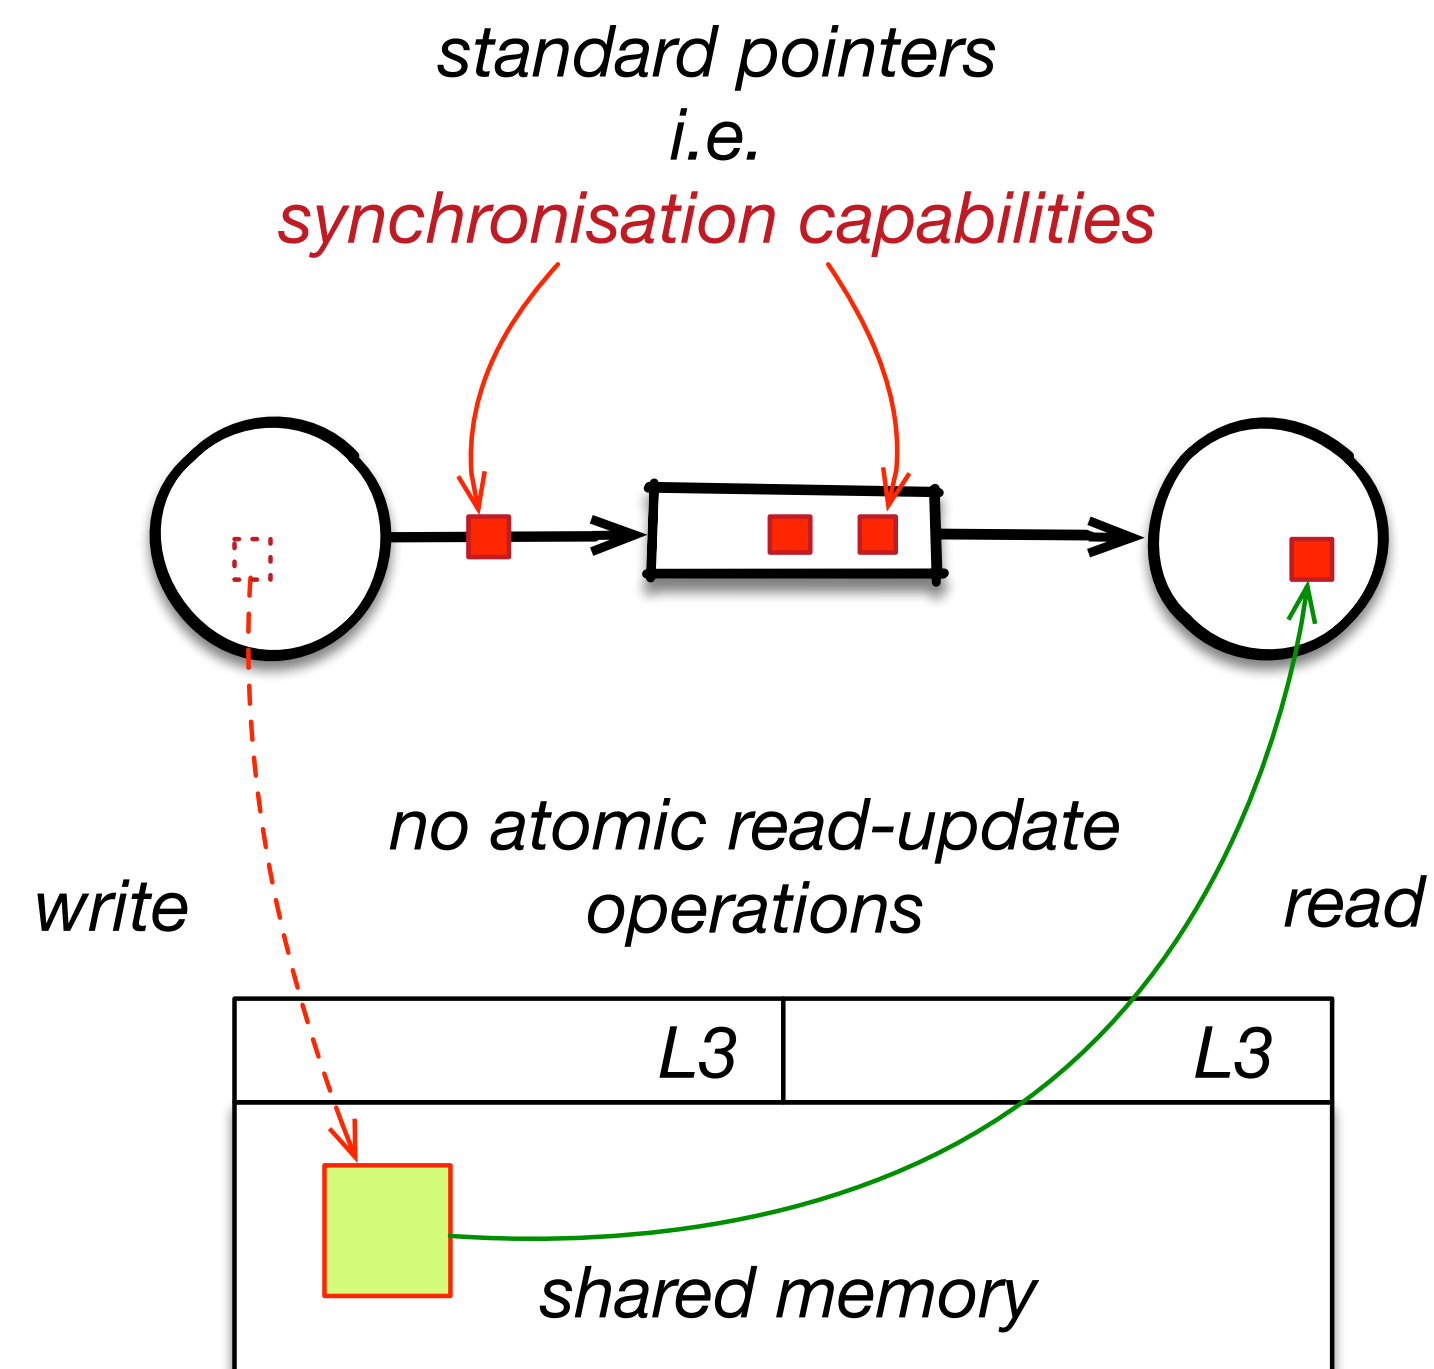 standard pointers
i.e.
synchronisation capabilities
no atomic read-update
operations
write
read
L3
L3
shared memory